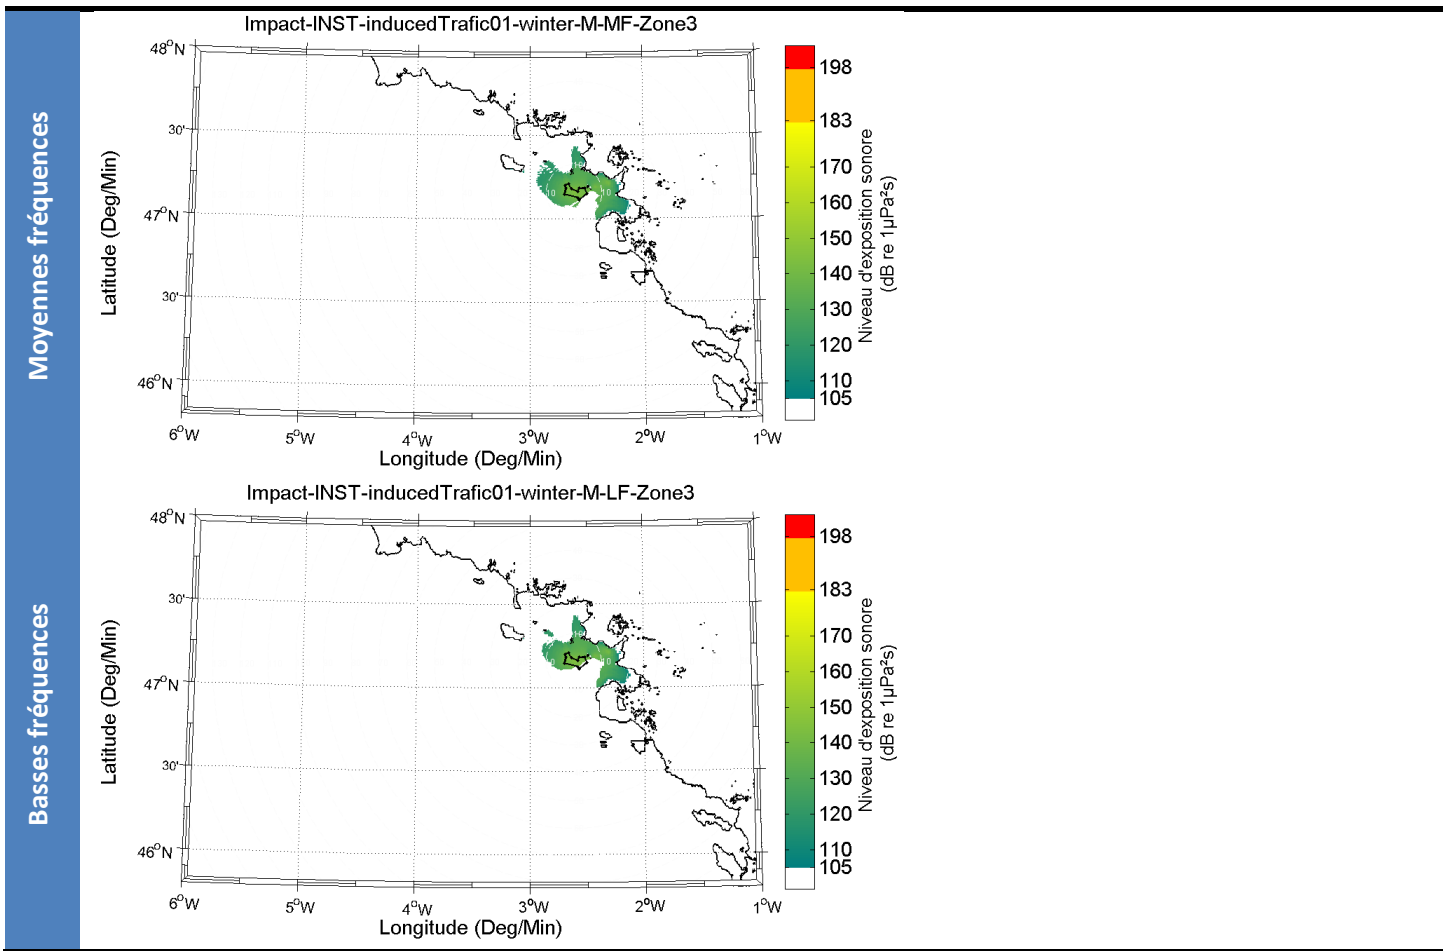 Moyennes fréquences
Impact-INST-inducedTrafic01-winter-M-MF-Zone3
48°N
30'
47°N
30'
46°N
Latitude (Deg/Min)
10
10
6°W
5°W
4°W
3°W
2°W
1°W
Longitude (Deg/Min)
198
183
170
160
150
140
130
120
110
105
Niveau d'exposition sonore
(dB re 1µPa²s)
Basses fréquences
Impact-INST-inducedTrafic01-winter-M-LF-Zone3
48°N
30'
47°N
30'
46°N
Latitude (Deg/Min)
10
6°W
5°W
4°W
3°W
2°W
1°W
Longitude (Deg/Min)
198
183
170
160
150
140
130
120
110
105
Niveau d'exposition sonore
(dB re 1µPa²s)